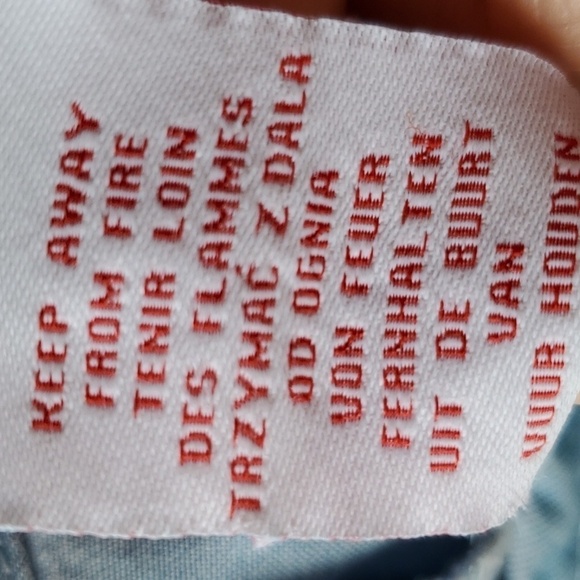 KEEP AWAY
FROM FIRE
TENIR LOIN
DES FLAMMES
TRZYMAĆ Z DALA
OD OGNIA
VON FEUER
FERNHALTEN
UIT DE BUURT
VAN
VUUR HOUDEN